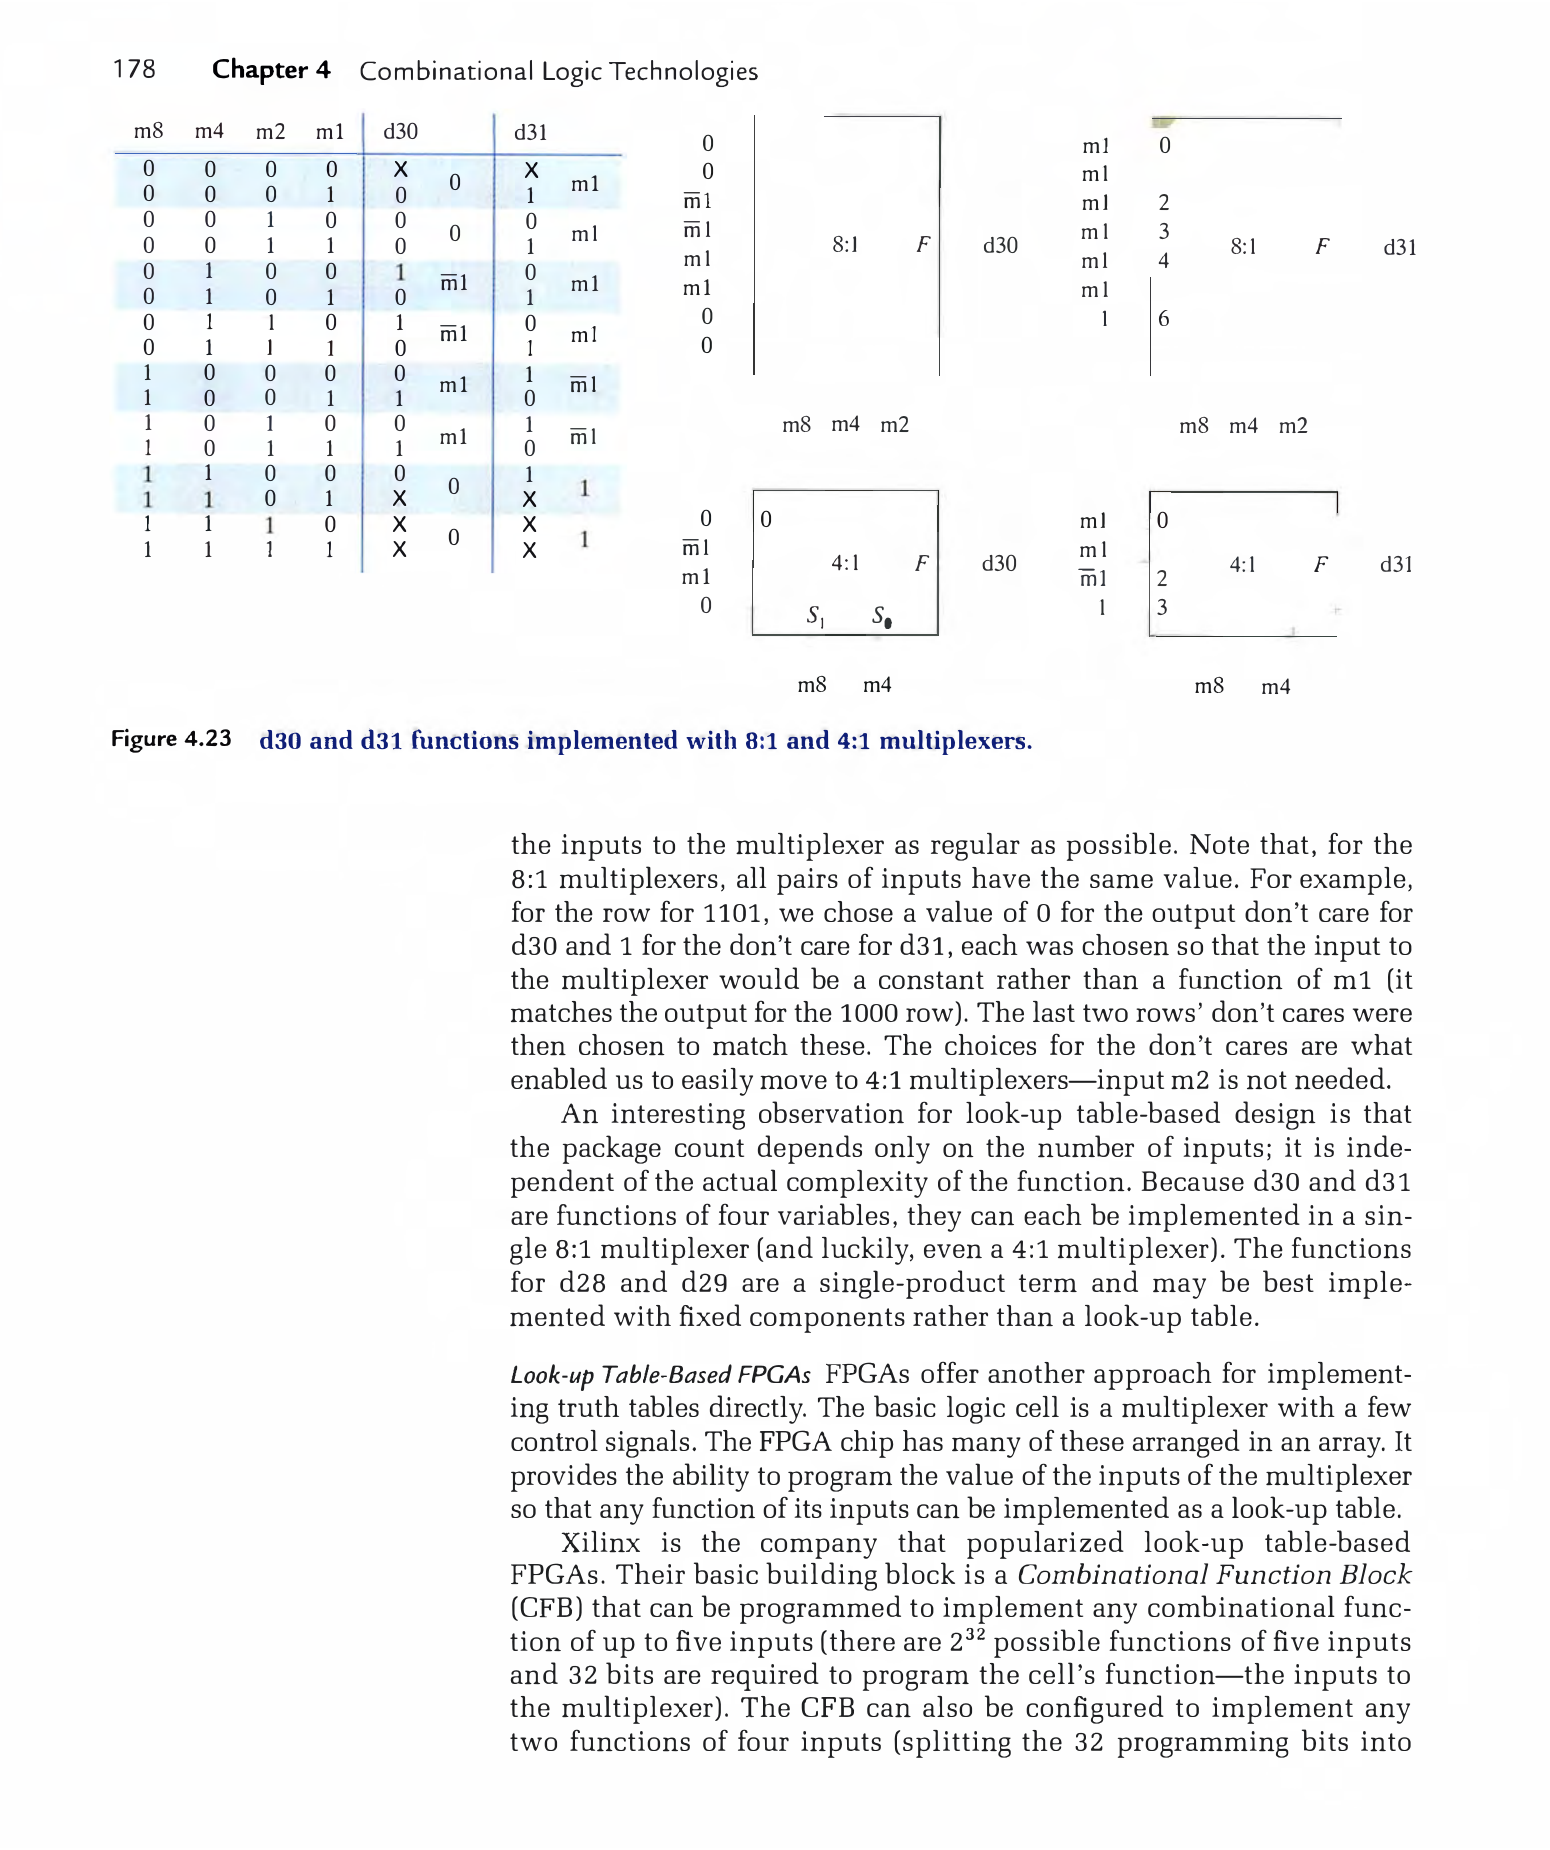 178 Chapter 4 Combinational Logic Technologies
m8 m4 m2 m1 d30 d31
0 0 0 0 X X
0 m1
0 0 0 1 0 1
0 0 1 0 0 0
0 m1
0 0 1 1 0 1
0 1 0 0 1 0
m̅1 m1
0 1 0 1 0 1
0 1 1 0 1 0
m̅1 m1
0 1 1 1 0 1
1 0 0 0 0 1
m1 m̅1
1 0 0 1 1 0
1 0 1 0 0 1
m1 m̅1
1 0 1 1 1 0
1 1 0 0 0 1
0 1
1 1 0 1 X X
1 1 1 0 X X
0 1
1 1 1 1 X X
0
0
m̅1
m̅1
m1
m1
0
0
8:1 F d30
m8 m4 m2
m1 0
m1
m1 2
m1 3
m1 4
m1
1 6
8:1 F d31
m8 m4 m2
0 0
m̅1
m1
0
4:1 F d30
S1 S0
m8 m4
m1 0
m1
m̅1 2
1 3
4:1 F d31
m8 m4
Figure 4.23 d30 and d31 functions implemented with 8:1 and 4:1 multiplexers.
the inputs to the multiplexer as regular as possible. Note that, for the
8:1 multiplexers, all pairs of inputs have the same value. For example,
for the row for 1101, we chose a value of 0 for the output don't care for
d30 and 1 for the don't care for d31, each was chosen so that the input to
the multiplexer would be a constant rather than a function of m1 (it
matches the output for the 1000 row). The last two rows' don't cares were
then chosen to match these. The choices for the don't cares are what
enabled us to easily move to 4:1 multiplexers—input m2 is not needed.
An interesting observation for look-up table-based design is that
the package count depends only on the number of inputs; it is inde-
pendent of the actual complexity of the function. Because d30 and d31
are functions of four variables, they can each be implemented in a sin-
gle 8:1 multiplexer (and luckily, even a 4:1 multiplexer). The functions
for d28 and d29 are a single-product term and may be best imple-
mented with fixed components rather than a look-up table.
Look-up Table-Based FPGAs FPGAs offer another approach for implement-
ing truth tables directly. The basic logic cell is a multiplexer with a few
control signals. The FPGA chip has many of these arranged in an array. It
provides the ability to program the value of the inputs of the multiplexer
so that any function of its inputs can be implemented as a look-up table.
Xilinx is the company that popularized look-up table-based
FPGAs. Their basic building block is a Combinational Function Block
(CFB) that can be programmed to implement any combinational func-
tion of up to five inputs (there are 2³² possible functions of five inputs
and 32 bits are required to program the cell's function—the inputs to
the multiplexer). The CFB can also be configured to implement any
two functions of four inputs (splitting the 32 programming bits into